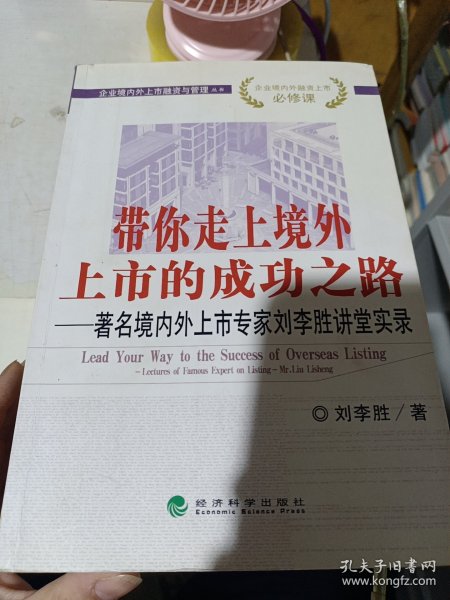 企业境内外上市融资与管理 丛书
企业境内外融资上市
必修课
带你走上境外
上市的成功之路
——著名境内外上市专家刘李胜讲堂实录
Lead Your Way to the Success of Overseas Listing
-Lectures of Famous Expert on Listing-Mr.Liu Lisheng
◎ 刘李胜/著
经济科学出版社
Economic Science Press
孔夫子旧书网
www.kongfz.com